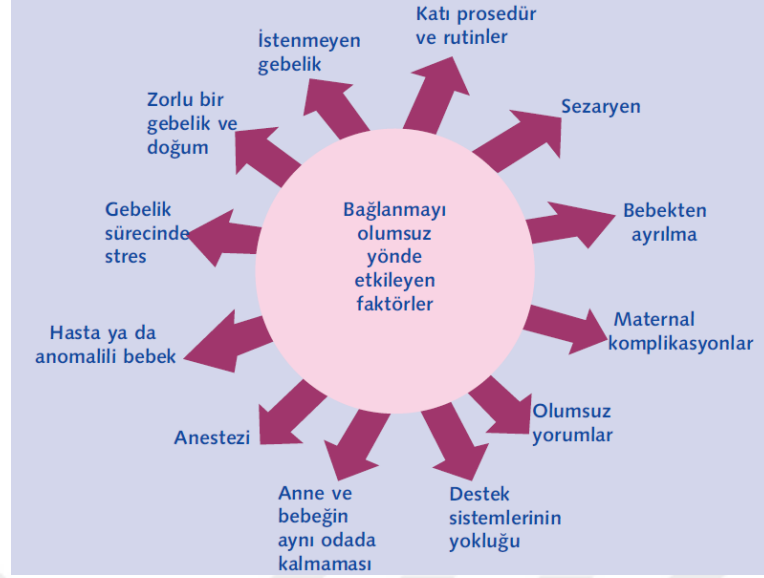 Bağlanmayı
olumsuz
yönde
etkileyen
faktörler
Katı prosedür
ve rutinler
Sezaryen
Bebekten
ayrılma
Maternal
komplikasyonlar
Olumsuz
yorumlar
Destek
sistemlerinin
yokluğu
Anne ve
bebeğin
aynı odada
kalmaması
Anestezi
Hasta ya da
anomalili bebek
Gebelik
sürecinde
stres
Zorlu bir
gebelik ve
doğum
İstenmeyen
gebelik